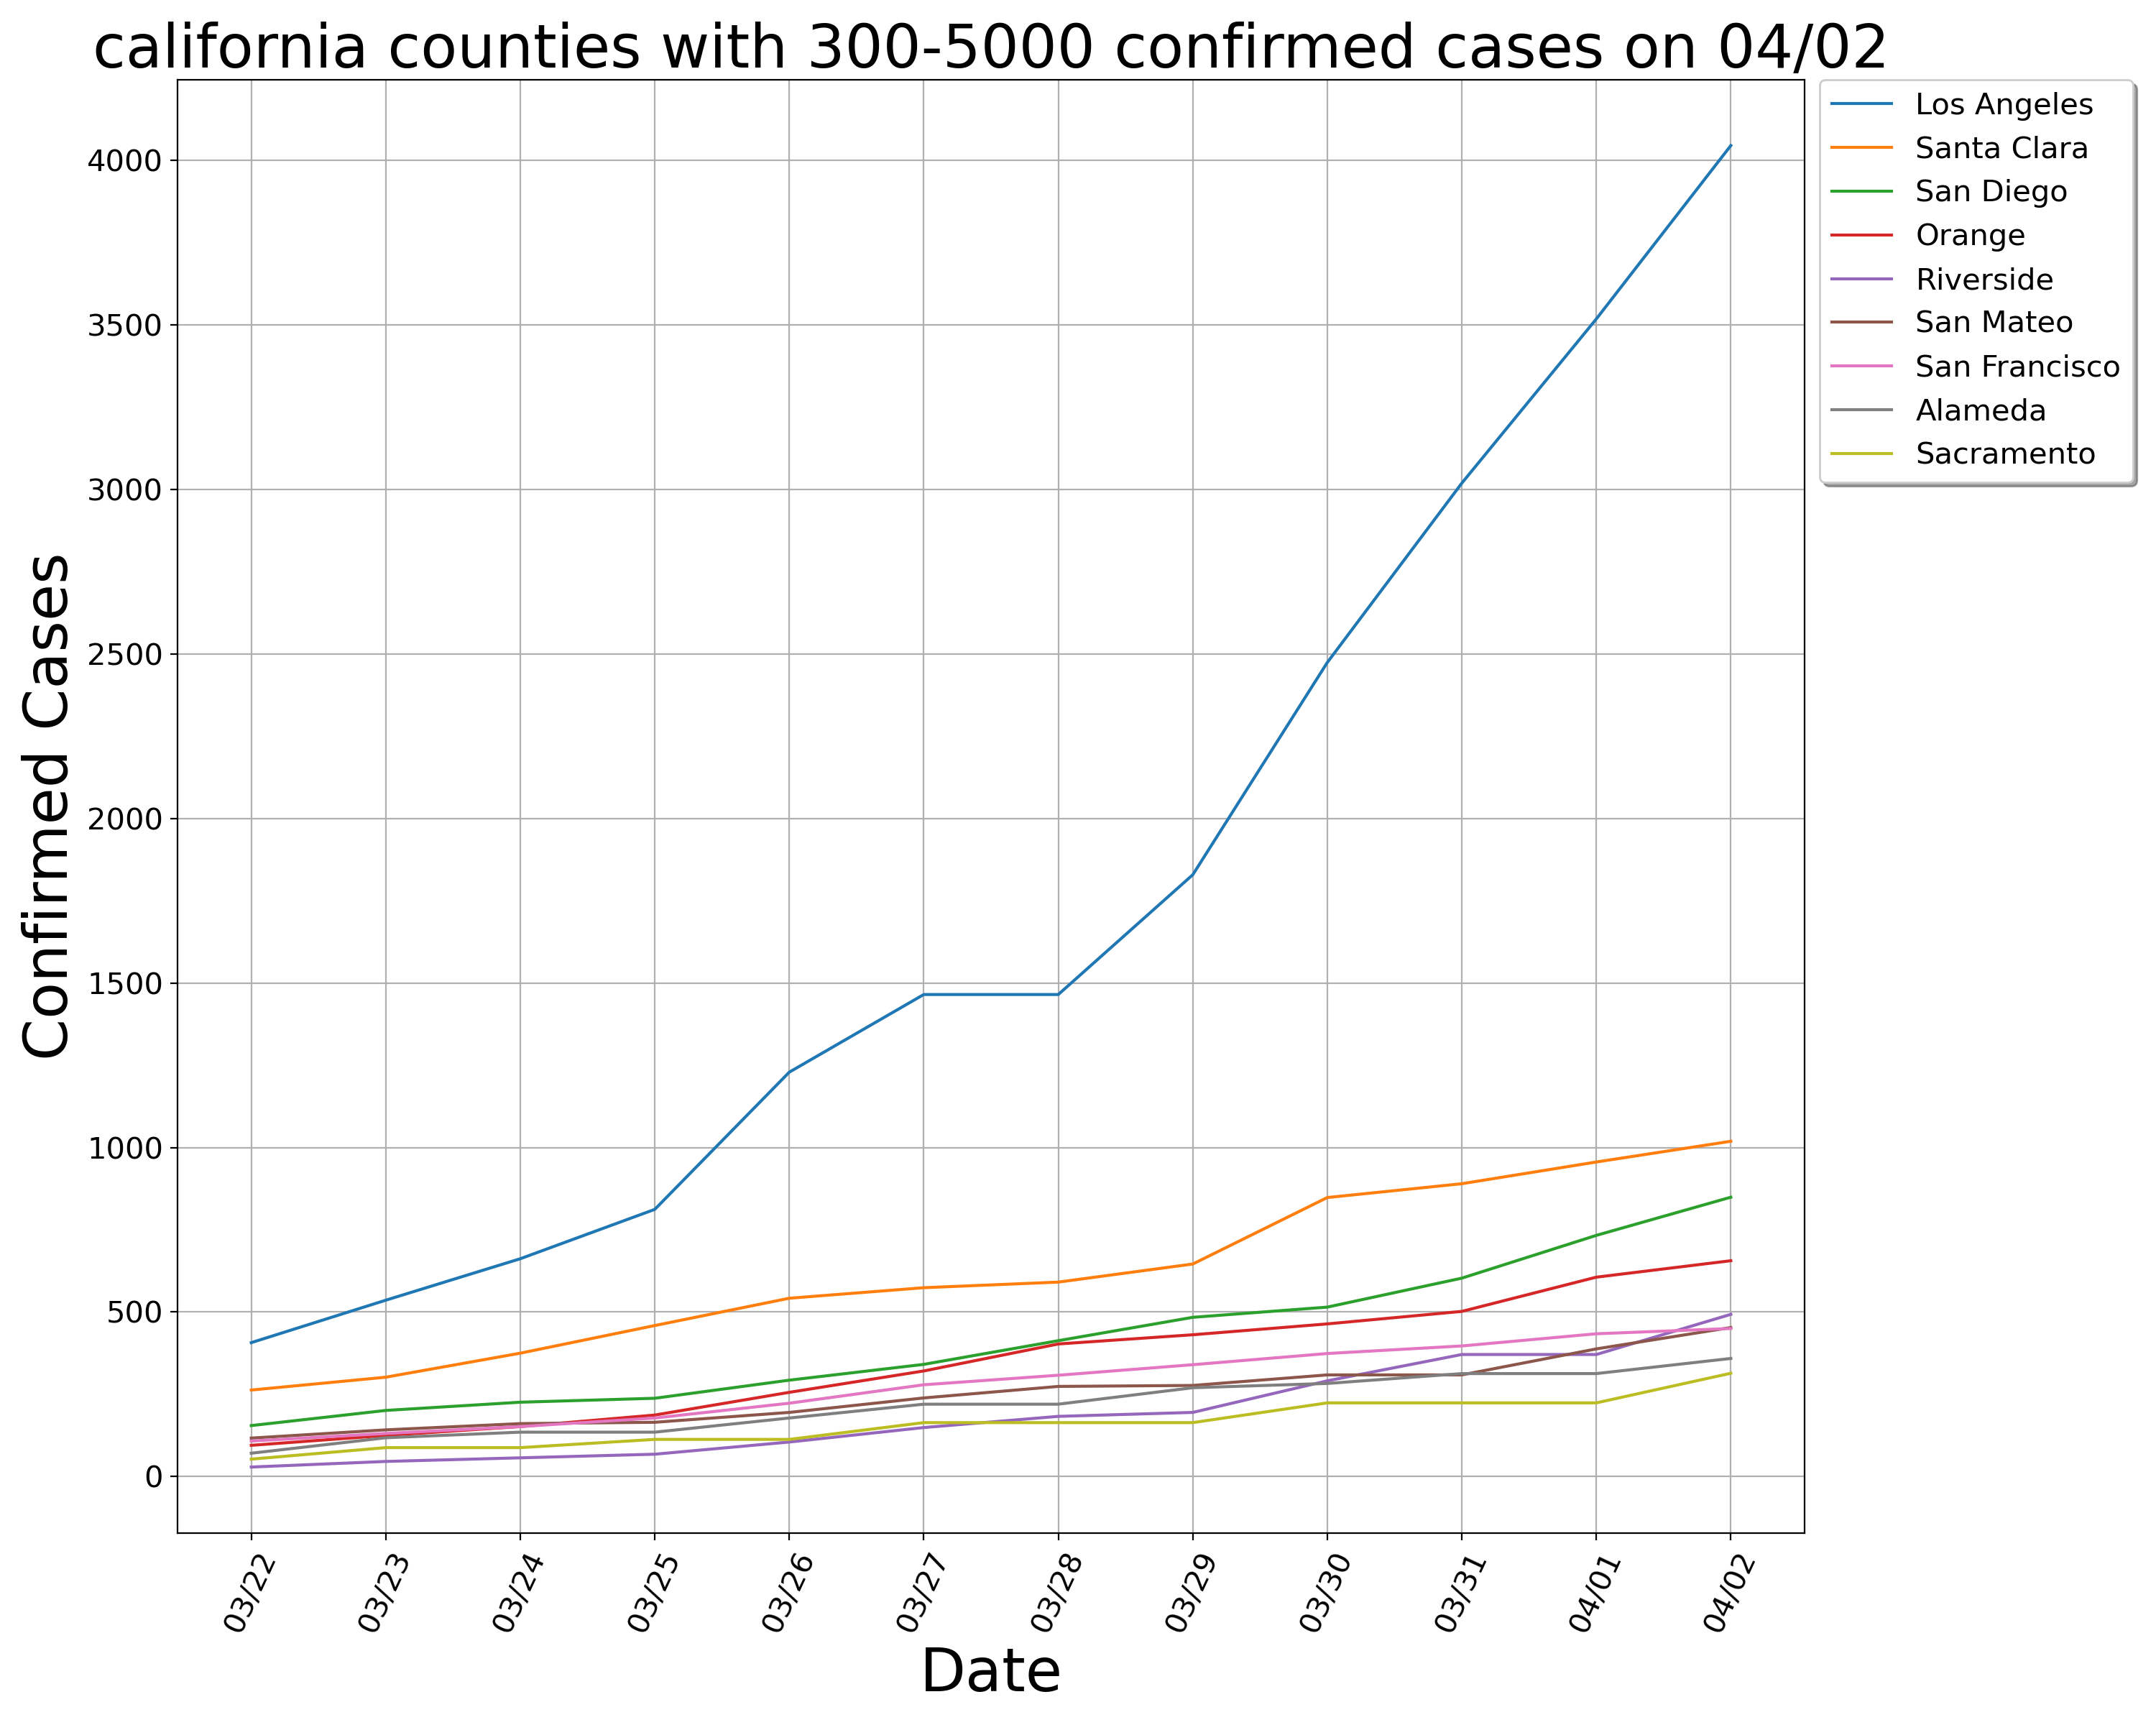 california counties with 300-5000 confirmed cases on 04/02
Los Angeles
Santa Clara
San Diego
Orange
Riverside
San Mateo
San Francisco
Alameda
Sacramento
Confirmed Cases
4000
3500
3000
2500
2000
1500
1000
500
0
03/22
03/23
03/24
03/25
03/26
03/27
03/28
03/29
03/30
03/31
04/01
04/02
Date